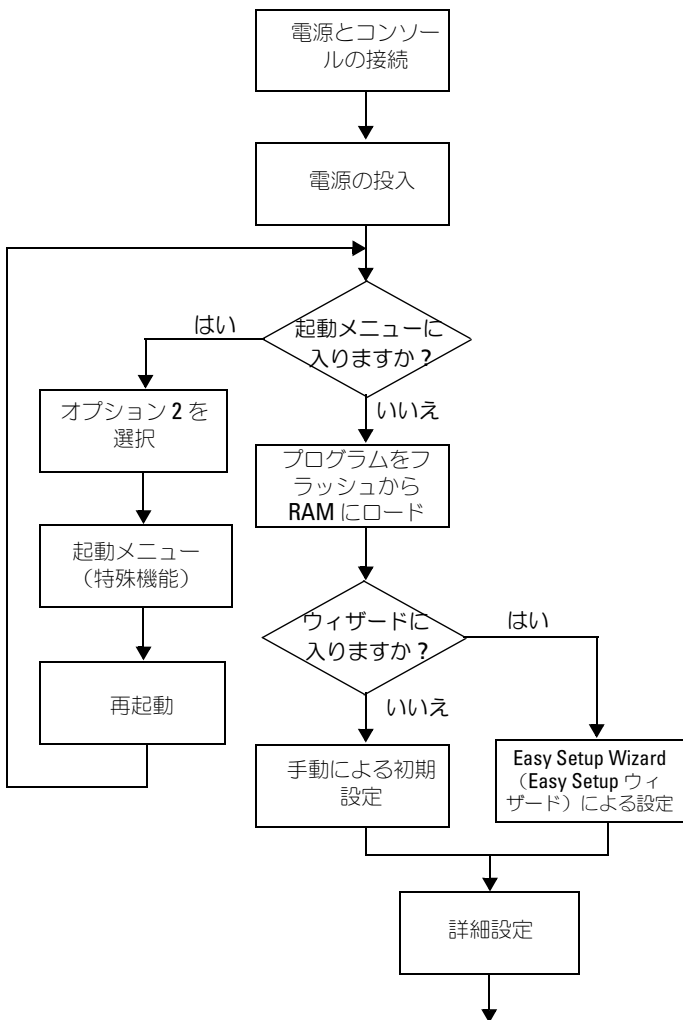 電源とコンソー
ルの接続
電源の投入
はい
起動メニューに
入りますか ?
オプション 2 を
選択
いいえ
プログラムをフ
ラッシュから
RAM にロード
起動メニュー
(特殊機能)
ウィザードに
入りますか ?
はい
再起動
いいえ
手動による初期
設定
Easy Setup Wizard
(Easy Setup ウィ
ザード)による設定
詳細設定